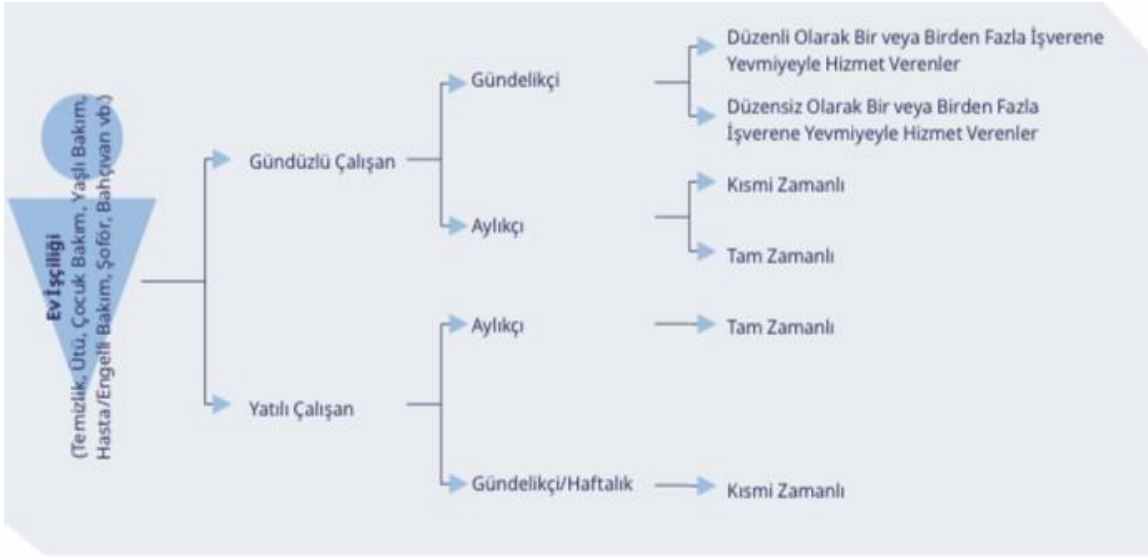 Ev İşçiliği
(Temizlik, Ütü, Çocuk Bakım, Yaşlı Bakım,
Hasta/Engelli Bakım, Şoför, Bahçıvan vb.)
Gündüzlü Çalışan
Gündelikçi
Düzenli Olarak Bir veya Birden Fazla İşverene
Yevmiyeyle Hizmet Verenler
Düzensiz Olarak Bir veya Birden Fazla
İşverene Yevmiyeyle Hizmet Verenler
Aylıkçı
Kısmi Zamanlı
Tam Zamanlı
Yatılı Çalışan
Aylıkçı
Tam Zamanlı
Gündelikçi/Haftalık
Kısmi Zamanlı